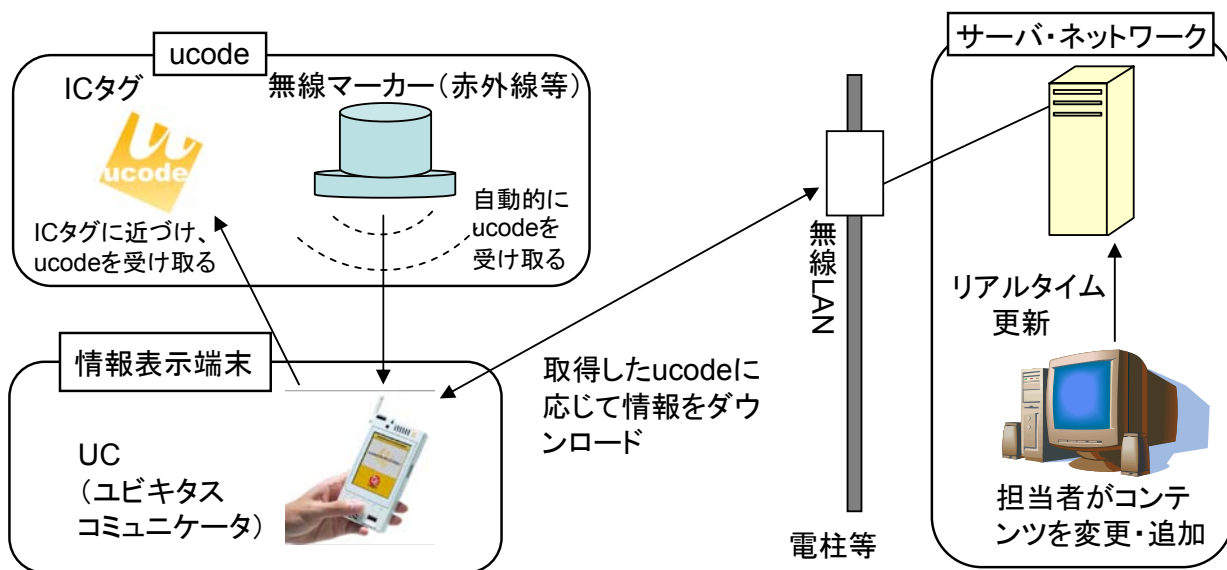 ucode
ICタグ
無線マーカー（赤外線等）
ucode
ICタグに近づけ、
ucodeを受け取る
自動的に
ucodeを
受け取る
情報表示端末
UC
（ユビキタス
コミュニケータ）
取得したucodeに
応じて情報をダウ
ンロード
無線LAN
電柱等
サーバ・ネットワーク
リアルタイム
更新
担当者がコンテ
ンツを変更・追加